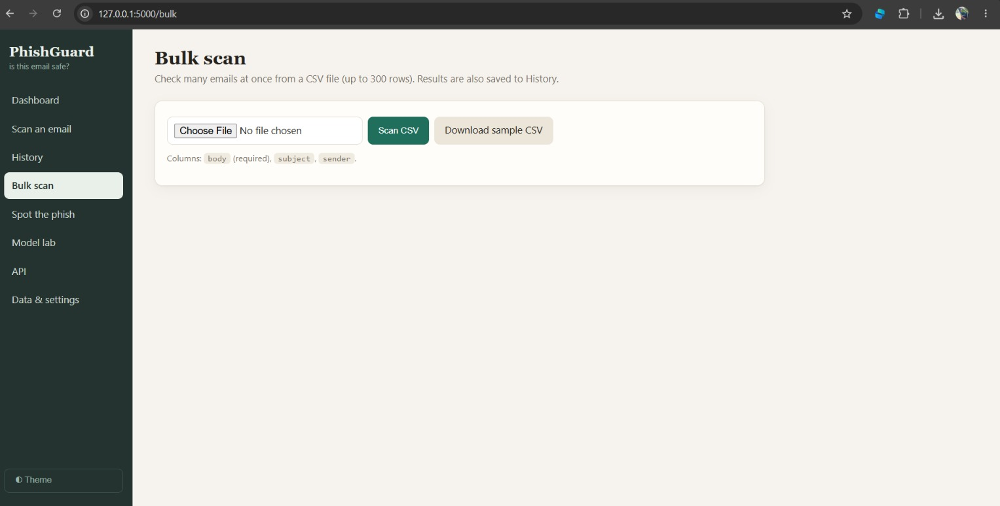 127.0.0.1:5000/bulk
PhishGuard
is this email safe?
Dashboard
Scan an email
History
Bulk scan
Spot the phish
Model lab
API
Data & settings
◐ Theme
Bulk scan
Check many emails at once from a CSV file (up to 300 rows). Results are also saved to History.
Choose File No file chosen Scan CSV Download sample CSV
Columns: body (required), subject, sender.